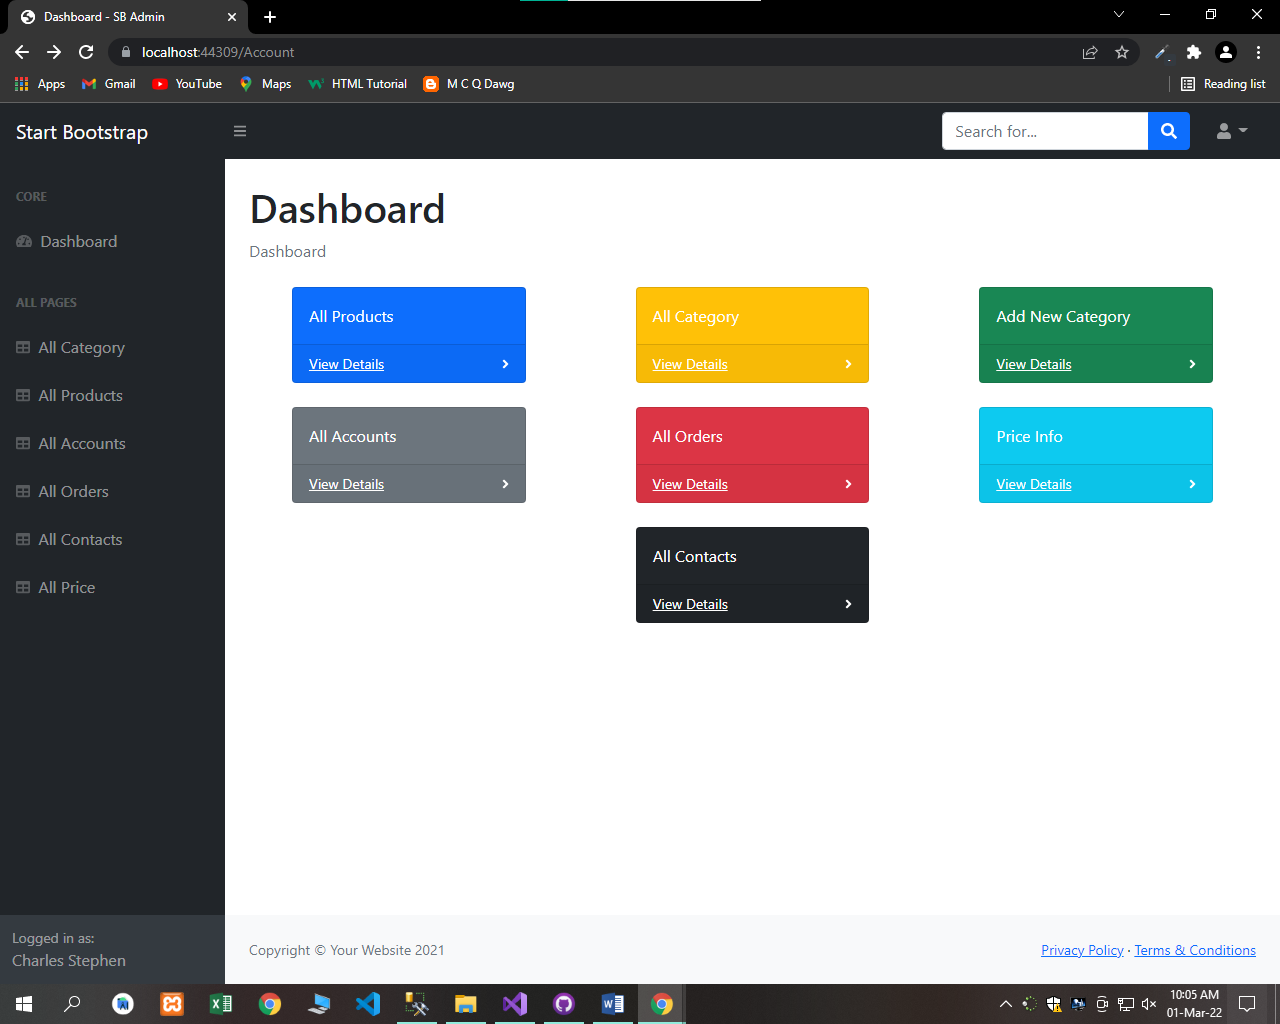 Dashboard - SB Admin
localhost:44309/Account
Apps Gmail YouTube Maps HTML Tutorial M C Q Dawg Reading list
Start Bootstrap
Search for...
CORE
Dashboard
ALL PAGES
All Category
All Products
All Accounts
All Orders
All Contacts
All Price
Logged in as:
Charles Stephen
Dashboard
Dashboard
All Products
View Details
All Category
View Details
Add New Category
View Details
All Accounts
View Details
All Orders
View Details
Price Info
View Details
All Contacts
View Details
Copyright © Your Website 2021
Privacy Policy · Terms & Conditions
10:05 AM
01-Mar-22